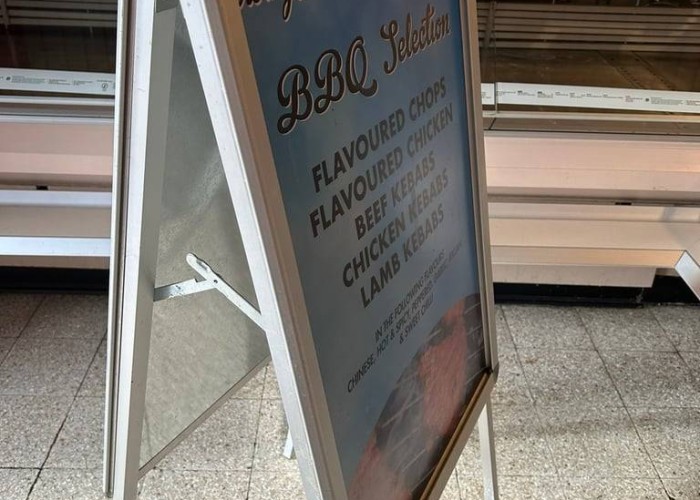 BBQ Selection
FLAVOURED CHOPS
FLAVOURED CHICKEN
BEEF KEBABS
CHICKEN KEBABS
LAMB KEBABS
IN THE FOLLOWING FLAVOURS
CHINESE, HOT & SPICY, PEPPERED,
& SWEET CHILLI